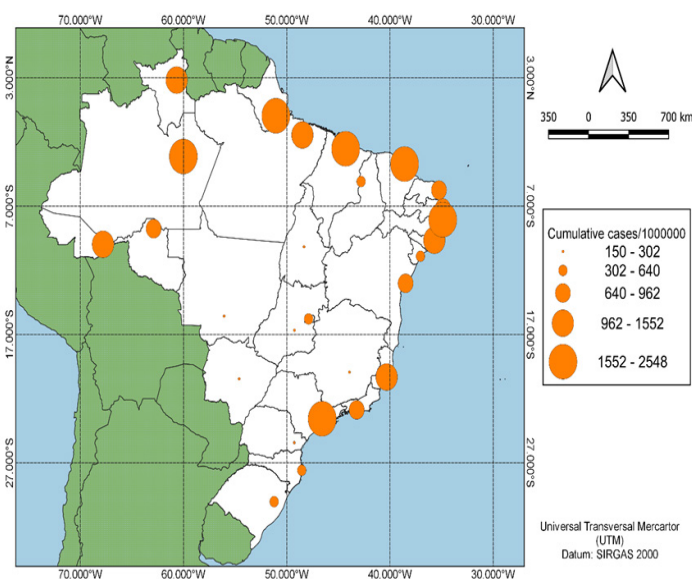 70.000°W 60.000°W 50.000°W 40.000°W 30.000°W
3.000°N 3.000°N
350 0 350 700 km
7.000°S 7.000°S
Cumulative cases/1000000
150 - 302
302 - 640
640 - 962
962 - 1552
1552 - 2548
17.000°S 17.000°S
27.000°S 27.000°S
Universal Transversal Mercartor
(UTM)
Datum: SIRGAS 2000
70.000°W 60.000°W 50.000°W 40.000°W 30.000°W